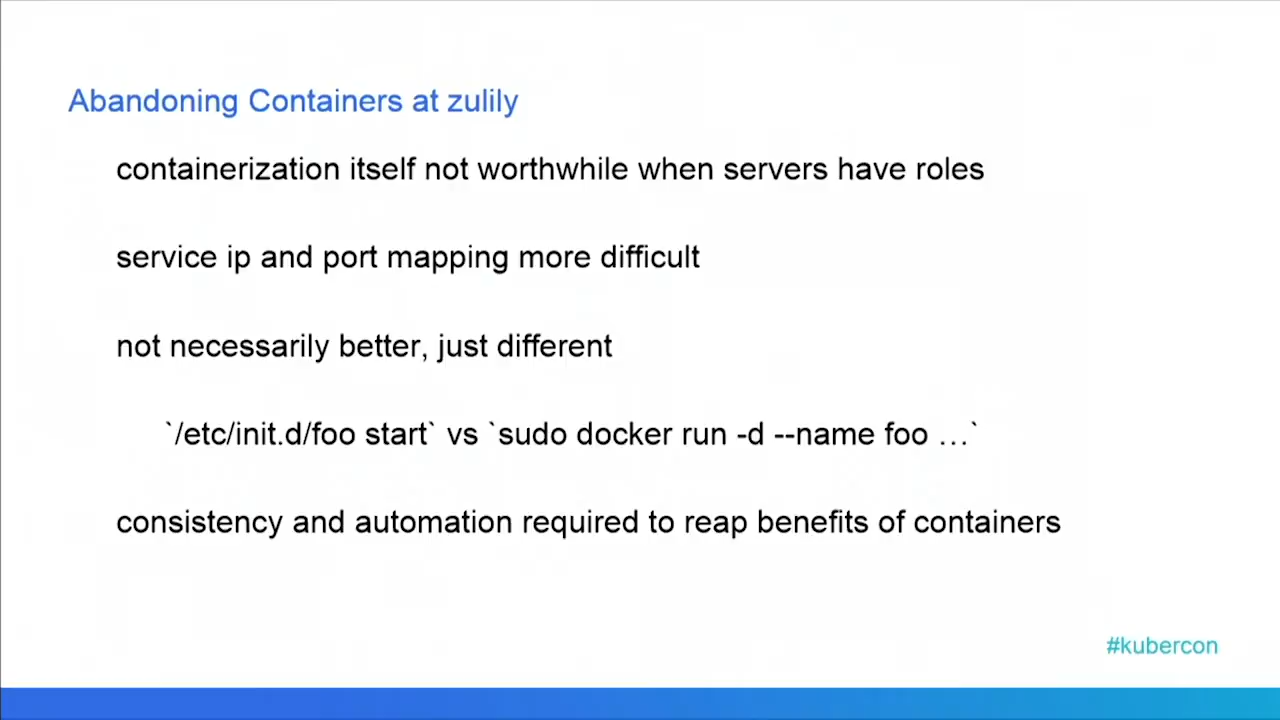 Abandoning Containers at zulily
containerization itself not worthwhile when servers have roles
service ip and port mapping more difficult
not necessarily better, just different
`/etc/init.d/foo start` vs `sudo docker run -d --name foo …`
consistency and automation required to reap benefits of containers
#kubercon